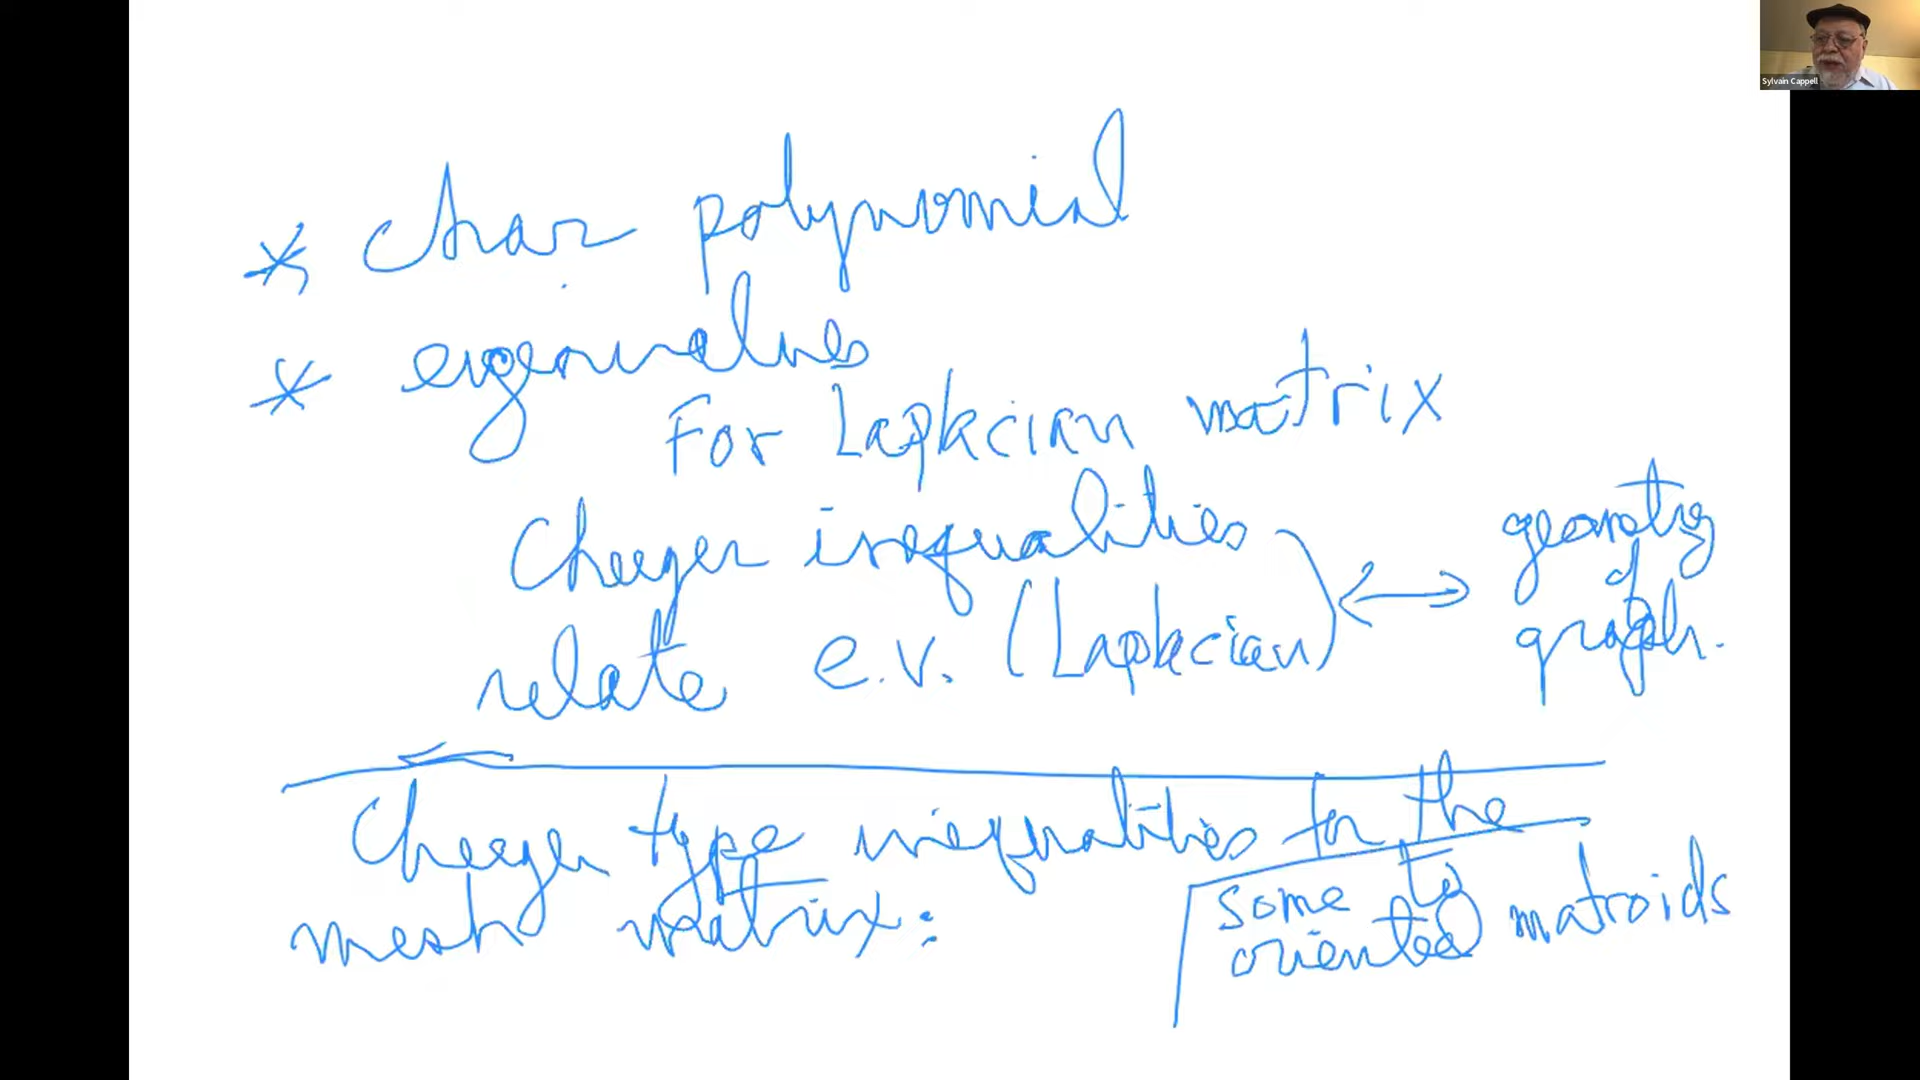 Sylvain Cappell
* char polynomial
* eigenvalues
For Laplacian matrix
Cheeger inequalities
relate e.v. (Laplacian) ↔ geometry of graph.
Cheeger type inequalities for the
mesh matrix:
some to
oriented matroids